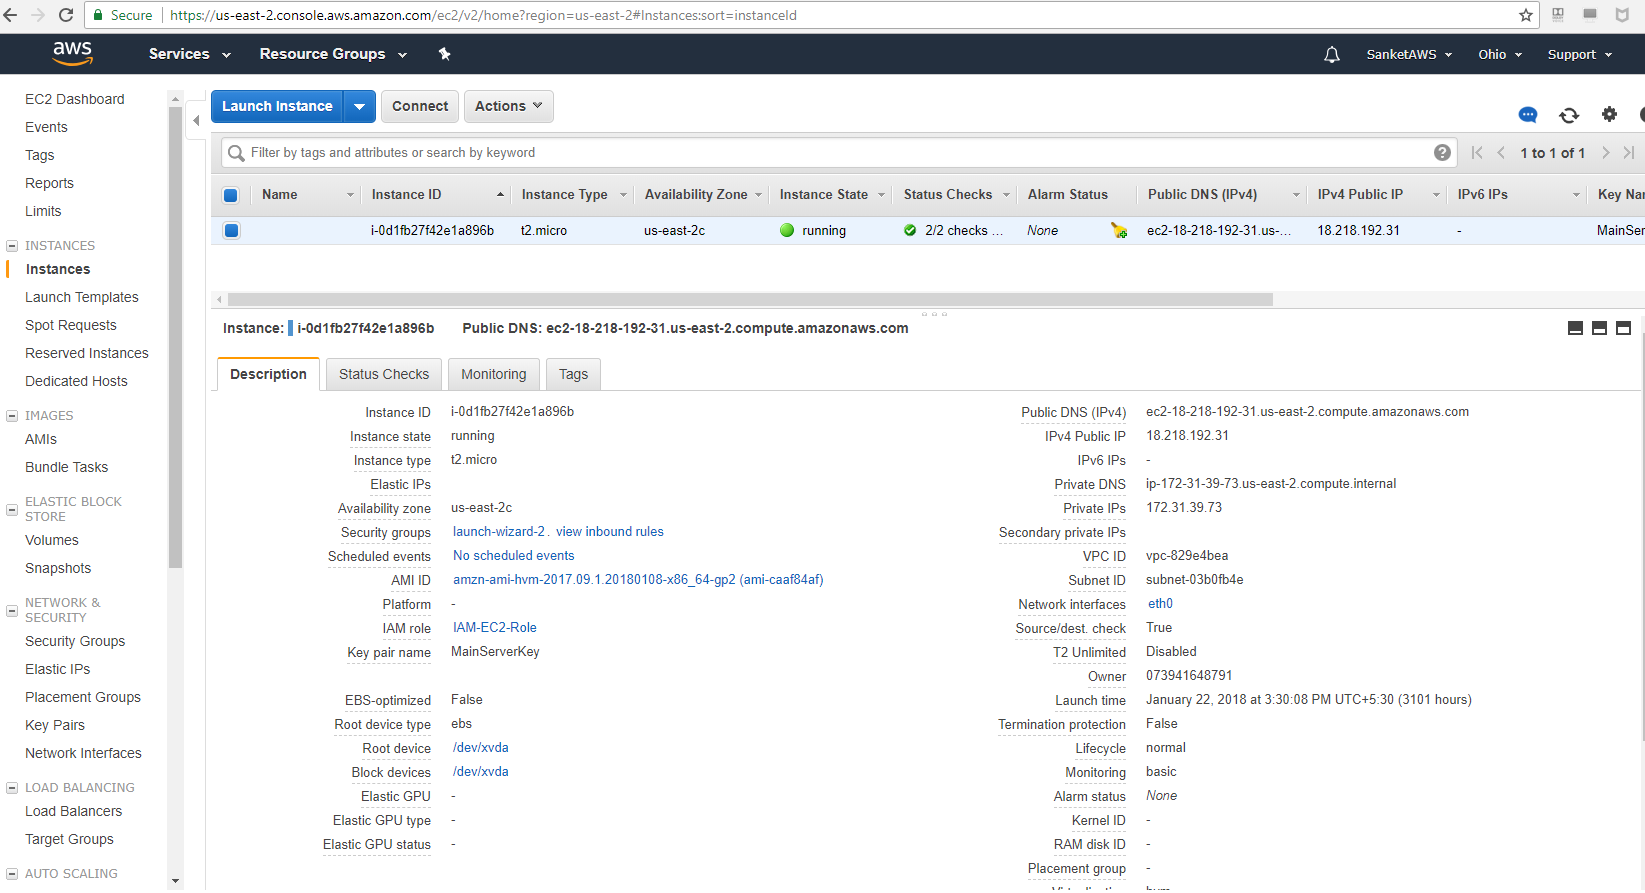 Secure https://us-east-2.console.aws.amazon.com/ec2/v2/home?region=us-east-2#Instances:sort=instanceId
aws Services Resource Groups SanketAWS Ohio Support
EC2 Dashboard
Events
Tags
Reports
Limits
INSTANCES
Instances
Launch Templates
Spot Requests
Reserved Instances
Dedicated Hosts
IMAGES
AMIs
Bundle Tasks
ELASTIC BLOCK
STORE
Volumes
Snapshots
NETWORK &
SECURITY
Security Groups
Elastic IPs
Placement Groups
Key Pairs
Network Interfaces
LOAD BALANCING
Load Balancers
Target Groups
AUTO SCALING
Launch Instance Connect Actions
Filter by tags and attributes or search by keyword 1 to 1 of 1
Name Instance ID Instance Type Availability Zone Instance State Status Checks Alarm Status Public DNS (IPv4) IPv4 Public IP IPv6 IPs Key Nar
i-0d1fb27f42e1a896b t2.micro us-east-2c running 2/2 checks ... None ec2-18-218-192-31.us-... 18.218.192.31 - MainSer
Instance: i-0d1fb27f42e1a896b Public DNS: ec2-18-218-192-31.us-east-2.compute.amazonaws.com
Description Status Checks Monitoring Tags
Instance ID i-0d1fb27f42e1a896b
Instance state running
Instance type t2.micro
Elastic IPs
Availability zone us-east-2c
Security groups launch-wizard-2. view inbound rules
Scheduled events No scheduled events
AMI ID amzn-ami-hvm-2017.09.1.20180108-x86_64-gp2 (ami-caaf84af)
Platform -
IAM role IAM-EC2-Role
Key pair name MainServerKey
EBS-optimized False
Root device type ebs
Root device /dev/xvda
Block devices /dev/xvda
Elastic GPU -
Elastic GPU type -
Elastic GPU status -
Public DNS (IPv4) ec2-18-218-192-31.us-east-2.compute.amazonaws.com
IPv4 Public IP 18.218.192.31
IPv6 IPs -
Private DNS ip-172-31-39-73.us-east-2.compute.internal
Private IPs 172.31.39.73
Secondary private IPs
VPC ID vpc-829e4bea
Subnet ID subnet-03b0fb4e
Network interfaces eth0
Source/dest. check True
T2 Unlimited Disabled
Owner 073941648791
Launch time January 22, 2018 at 3:30:08 PM UTC+5:30 (3101 hours)
Termination protection False
Lifecycle normal
Monitoring basic
Alarm status None
Kernel ID -
RAM disk ID -
Placement group -